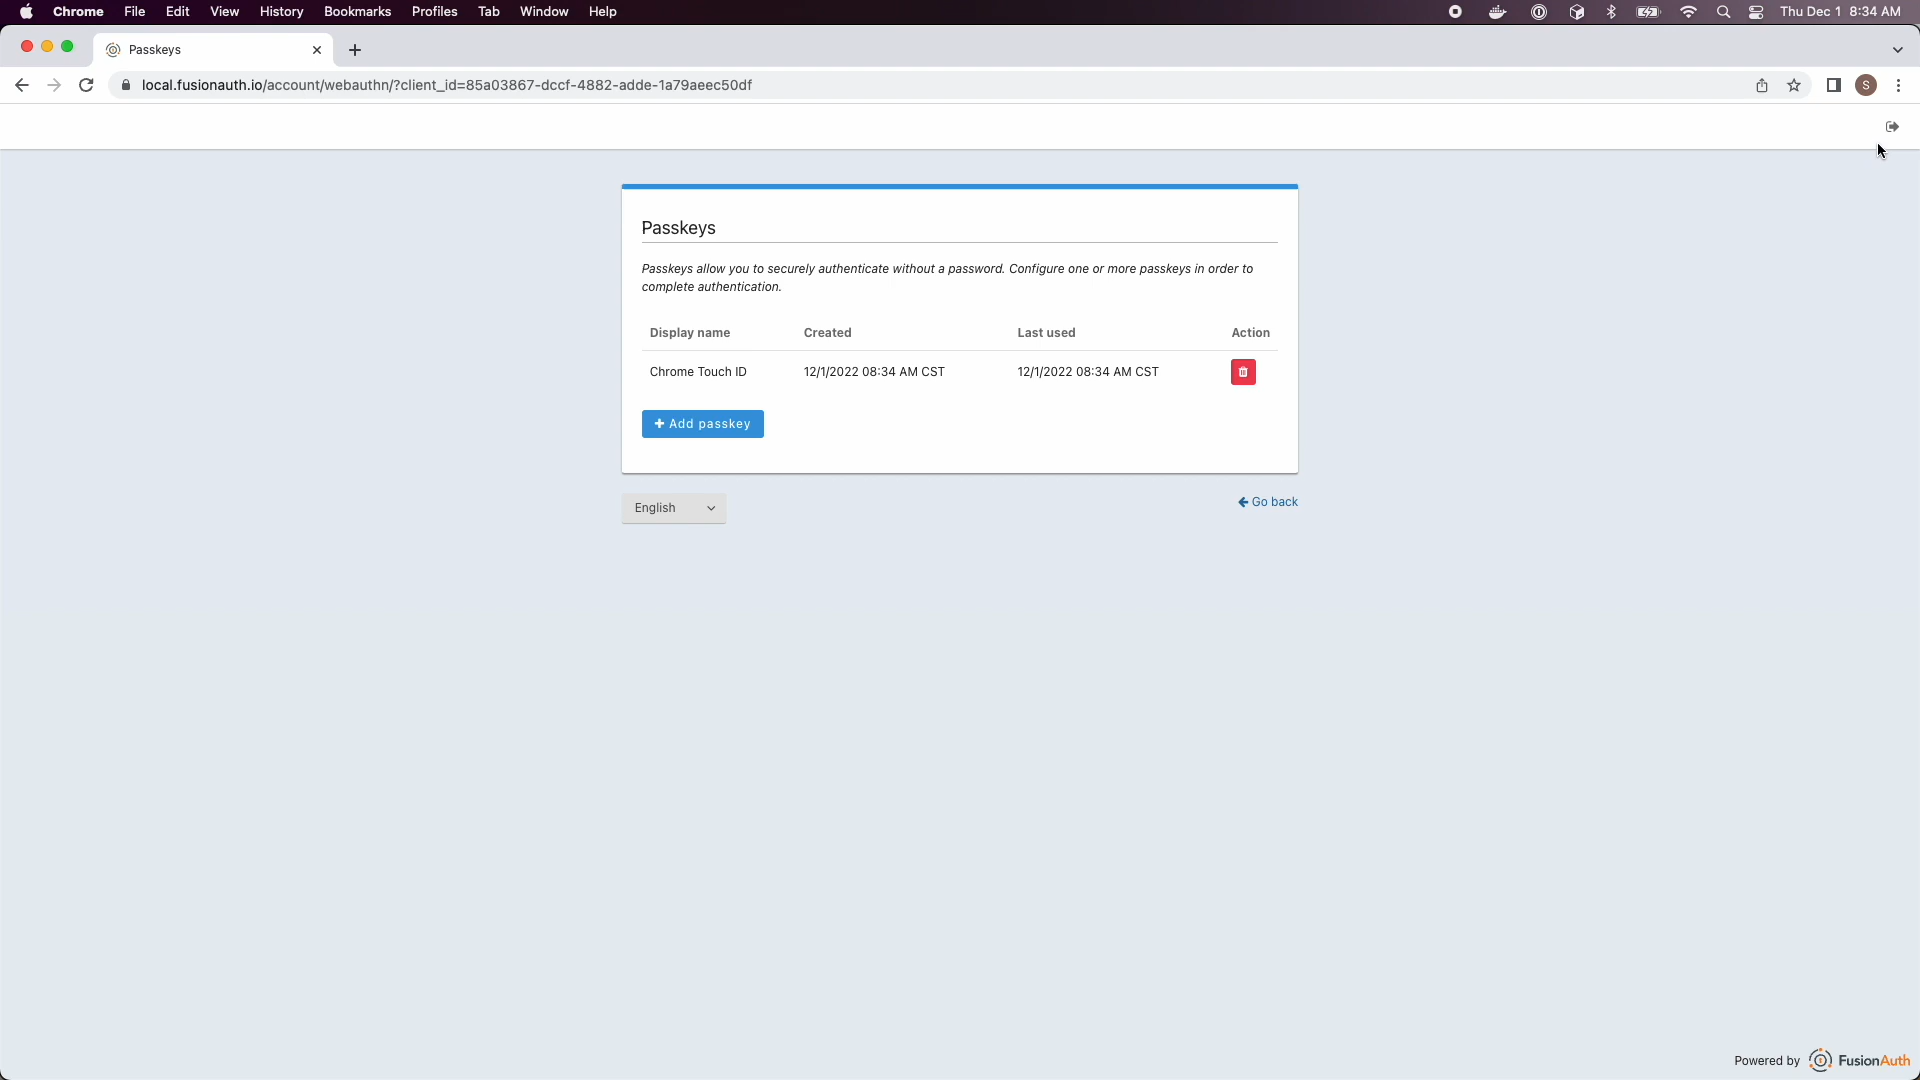 Chrome File Edit View History Bookmarks Profiles Tab Window Help Thu Dec 1 8:34 AM
Passkeys
local.fusionauth.io/account/webauthn/?client_id=85a03867-dccf-4882-adde-1a79aeec50df S
Passkeys
Passkeys allow you to securely authenticate without a password. Configure one or more passkeys in order to
complete authentication.
Display name Created Last used Action
Chrome Touch ID 12/1/2022 08:34 AM CST 12/1/2022 08:34 AM CST
Add passkey
English Go back
Powered by FusionAuth